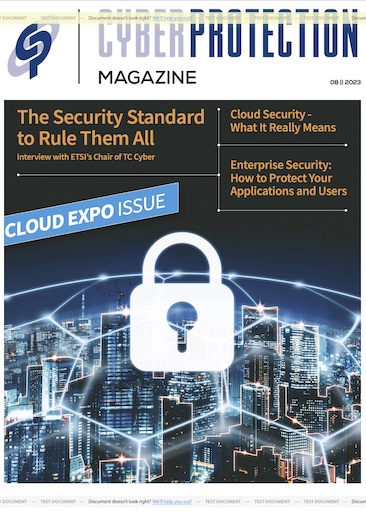 TEST DOCUMENT — Document doesn't look right? We'll help you out! — TEST DOCUMENT — TEST DOCUMENT
CYBERPROTECTION
MAGAZINE
08 || 2023
The Security Standard
to Rule Them All
Interview with ETSI's Chair of TC Cyber
Cloud Security -
What It Really Means
Enterprise Security:
How to Protect Your
Applications and Users
CLOUD EXPO ISSUE
TEST DOCUMENT — Document doesn't look right? We'll help you out! — TEST DOCUMENT — TEST DOCUMENT